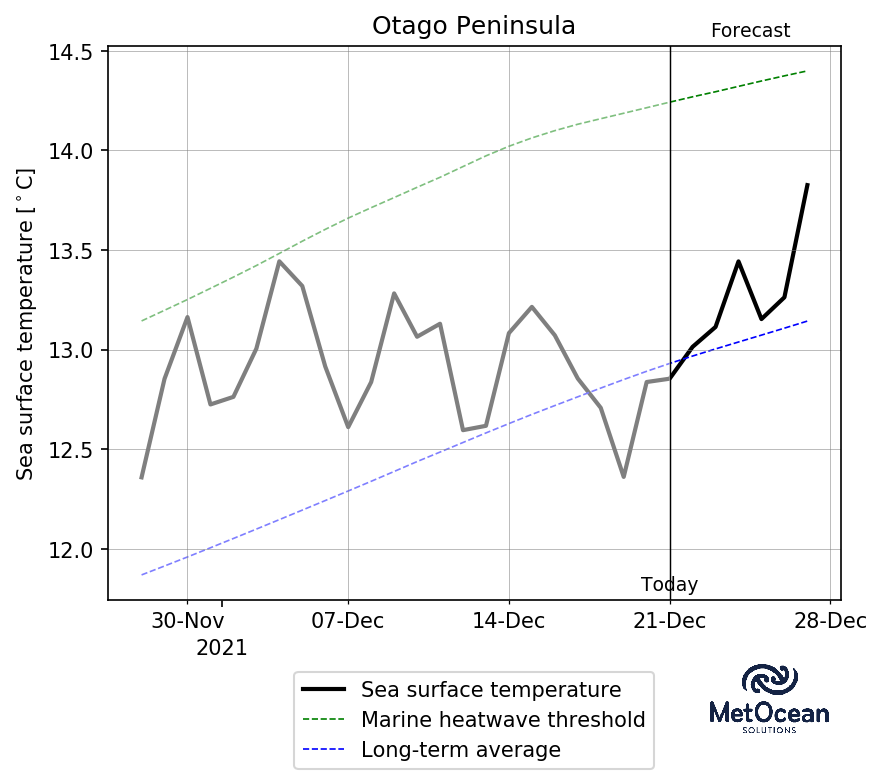 Otago Peninsula
Forecast
Sea surface temperature [°C]
14.5
14.0
13.5
13.0
12.5
12.0
Today
30-Nov
07-Dec
14-Dec
21-Dec
28-Dec
2021
Sea surface temperature
Marine heatwave threshold
Long-term average
MetOcean
SOLUTIONS